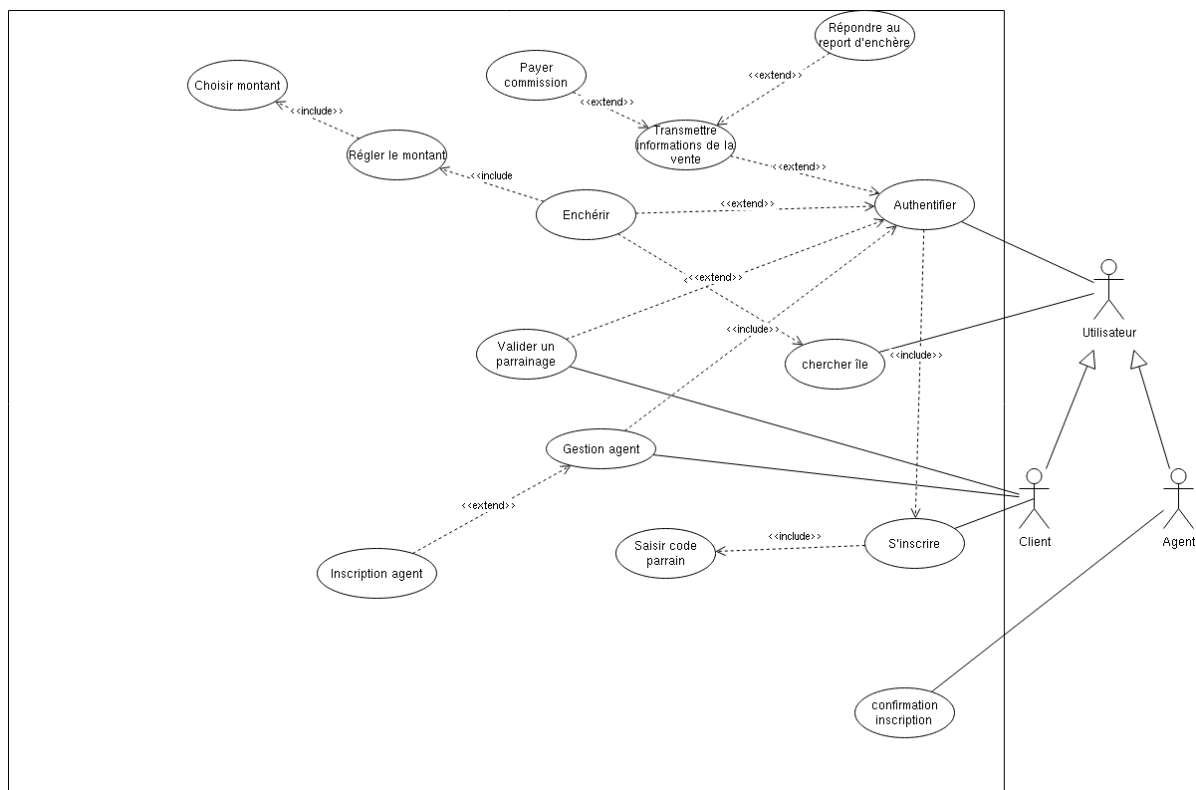 Répondre au
report d'enchère
Payer
commission
<<extend>>
Choisir montant
<<extend>>
<<include>>
Transmettre
informations de la
vente
Régler le montant
<<extend>>
<<include
Enchérir
<<extend>>
Authentifier
<<extend>>
Utilisateur
<<include>>
Valider un
parrainage
<<include>>
chercher île
Gestion agent
<<extend>>
<<include>>
S'inscrire
Saisir code
parrain
Client
Agent
Inscription agent
confirmation
inscription